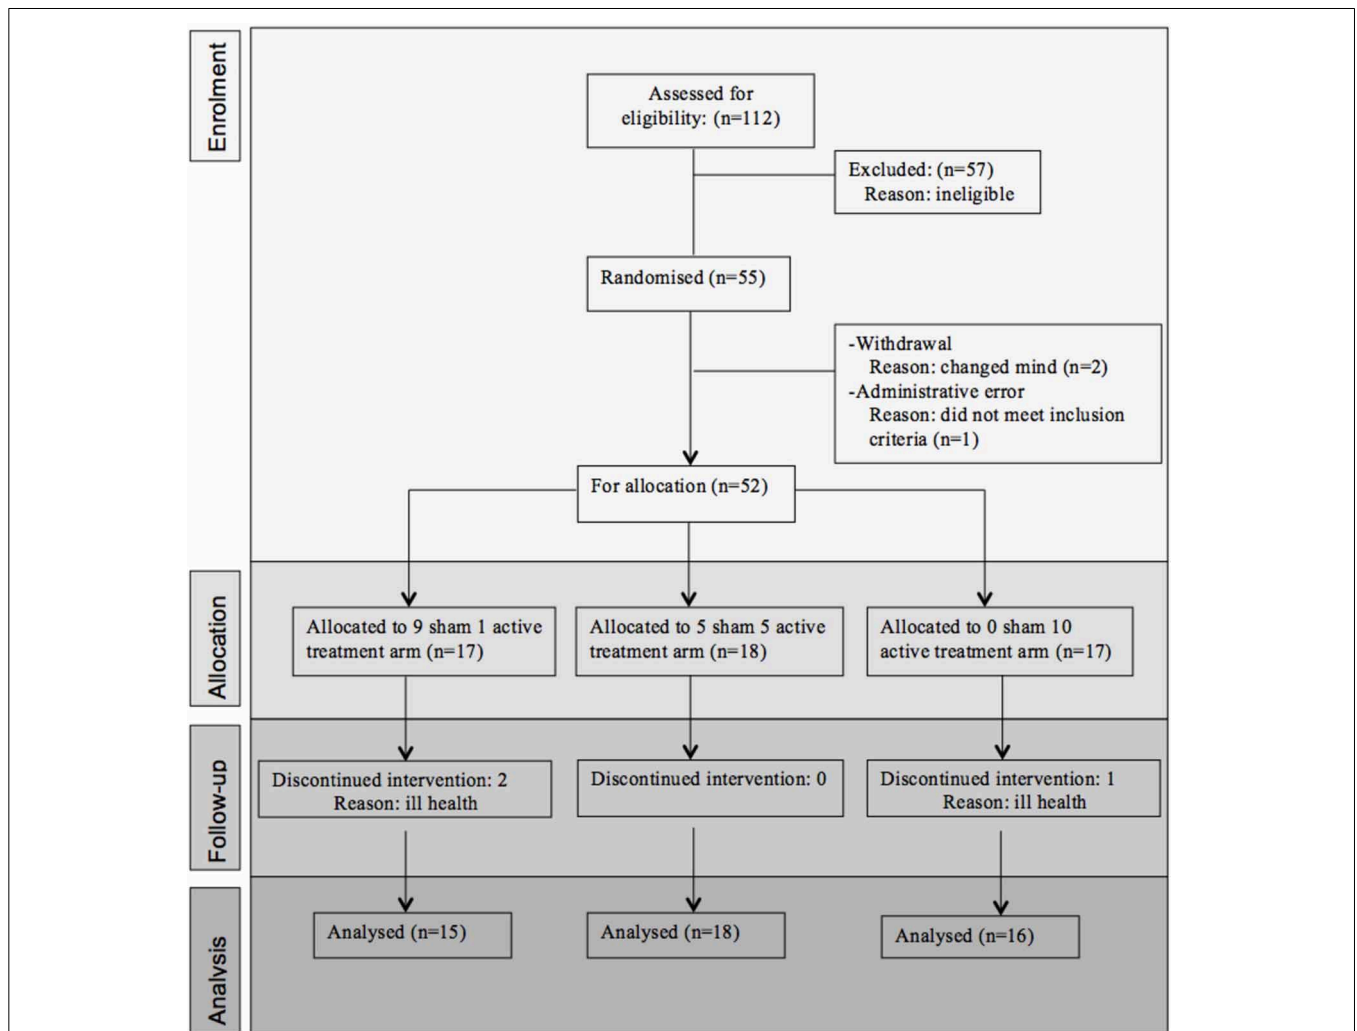 Enrolment
Assessed for
eligibility: (n=112)
Excluded: (n=57)
Reason: ineligible
Randomised (n=55)
-Withdrawal
Reason: changed mind (n=2)
-Administrative error
Reason: did not meet inclusion
criteria (n=1)
For allocation (n=52)
Allocation
Allocated to 9 sham 1 active
treatment arm (n=17)
Allocated to 5 sham 5 active
treatment arm (n=18)
Allocated to 0 sham 10
active treatment arm (n=17)
Follow-up
Discontinued intervention: 2
Reason: ill health
Discontinued intervention: 0
Discontinued intervention: 1
Reason: ill health
Analysis
Analysed (n=15)
Analysed (n=18)
Analysed (n=16)